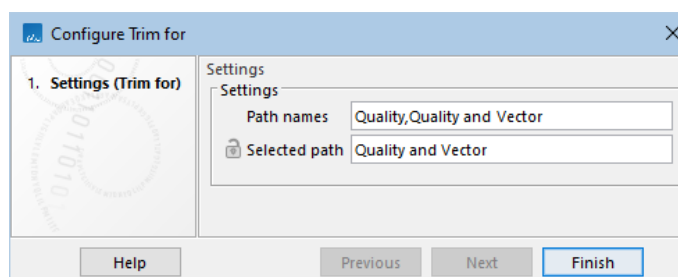 Configure Trim for
1. Settings (Trim for)
Settings
Settings
Path names Quality,Quality and Vector
Selected path Quality and Vector
Help Previous Next Finish